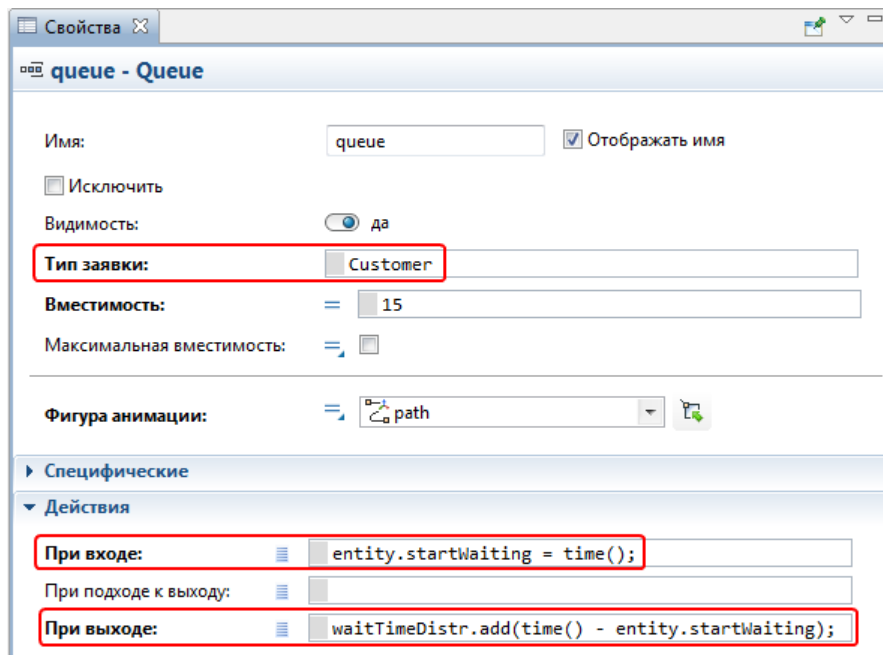 Свойства
queue - Queue
Имя: queue Отображать имя
Исключить
Видимость: да
Тип заявки: Customer
Вместимость: 15
Максимальная вместимость:
Фигура анимации: path
Специфические
Действия
При входе: entity.startWaiting = time();
При подходе к выходу:
При выходе: waitTimeDistr.add(time() - entity.startWaiting);